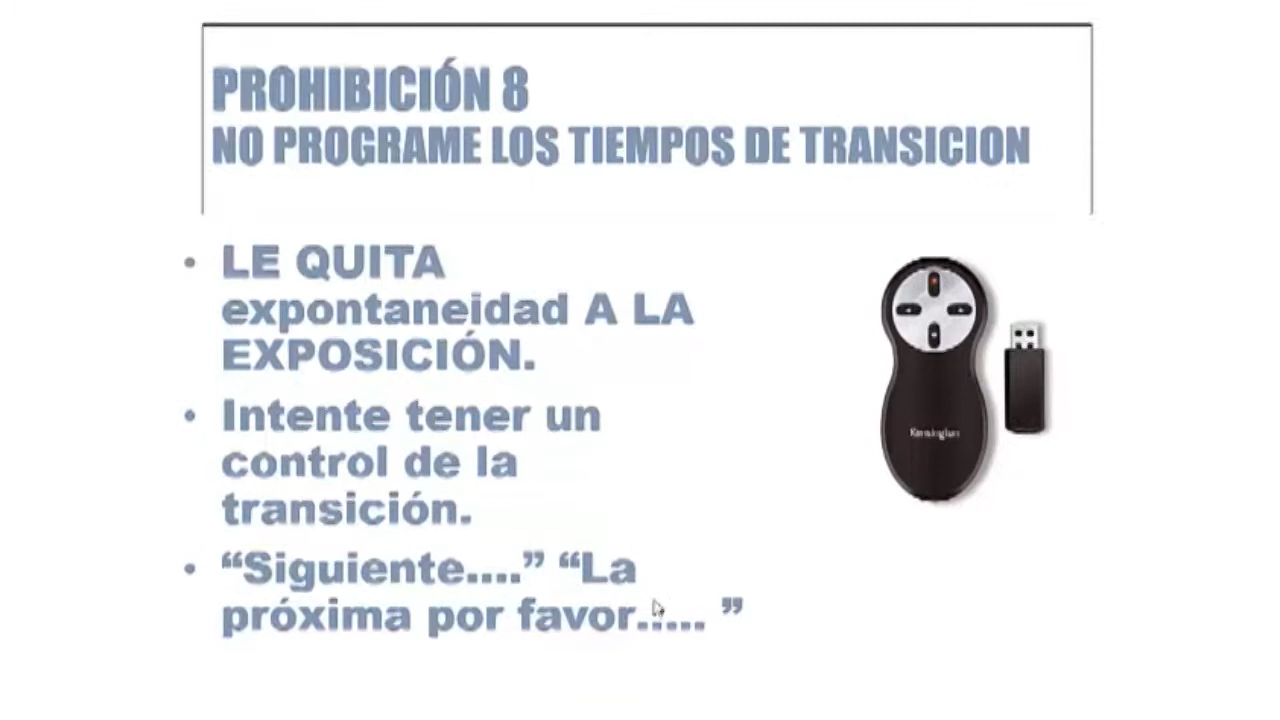 PROHIBICIÓN 8
NO PROGRAME LOS TIEMPOS DE TRANSICION
• LE QUITA
expontaneidad A LA
EXPOSICIÓN.
• Intente tener un
control de la
transición.
• “Siguiente....” “La
próxima por favor...... ”
Kensington